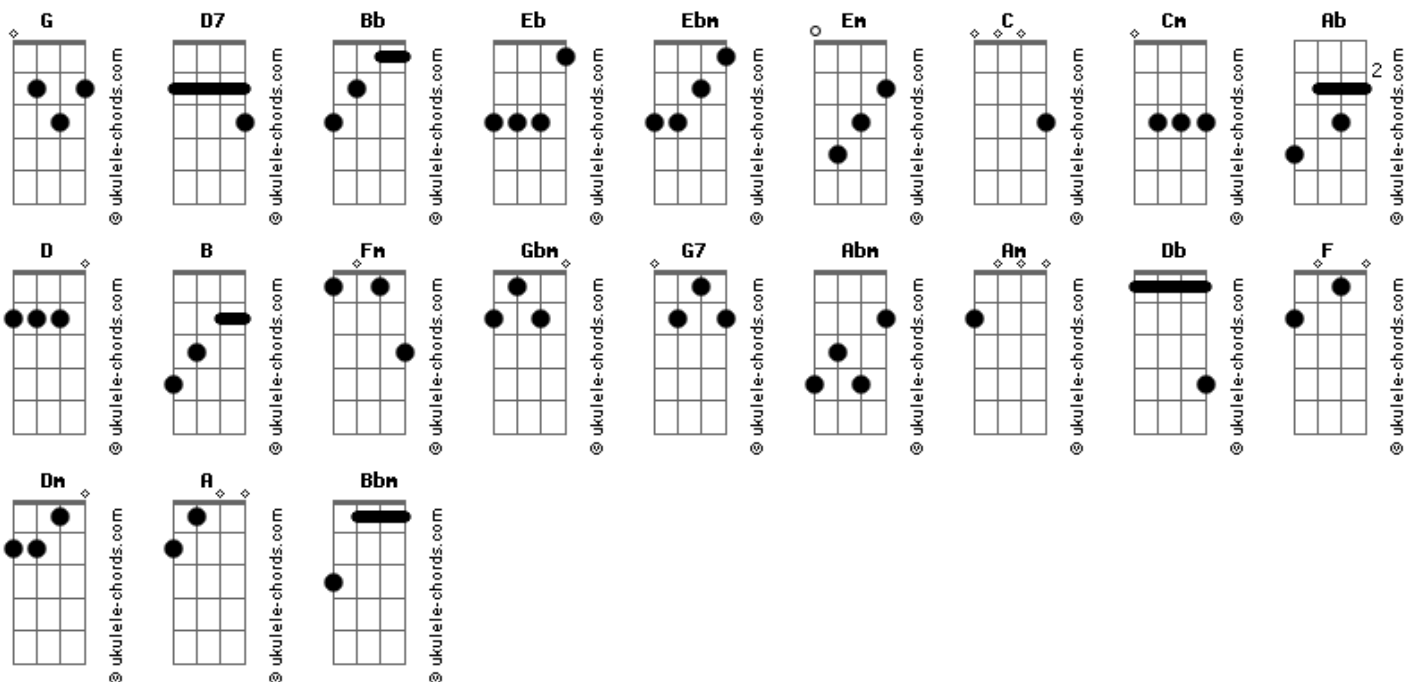 G D7 Bb Eb Ebm Em C Cm Ab
2
© ukulele-chords.com © ukulele-chords.com © ukulele-chords.com © ukulele-chords.com © ukulele-chords.com © ukulele-chords.com © ukulele-chords.com © ukulele-chords.com © ukulele-chords.com
D B Fm Gbm G7 Abm Am Db F
© ukulele-chords.com © ukulele-chords.com © ukulele-chords.com © ukulele-chords.com © ukulele-chords.com © ukulele-chords.com © ukulele-chords.com © ukulele-chords.com © ukulele-chords.com
Dm A Bbm
© ukulele-chords.com © ukulele-chords.com © ukulele-chords.com